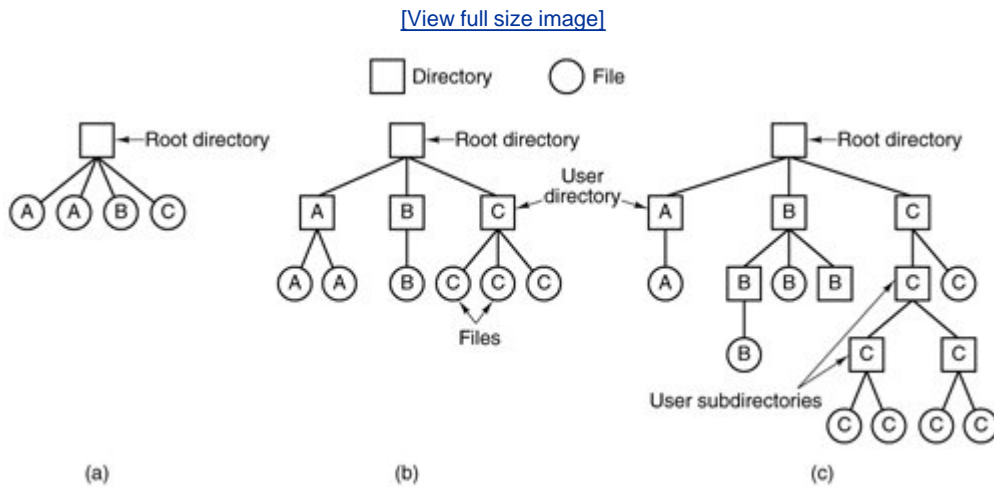 [View full size image]
Directory File
Root directory Root directory Root directory
User
directory
A A B C A B C A B C
A A B C C C A B B B C C
Files
B C C
User subdirectories
C C C C
(a) (b) (c)